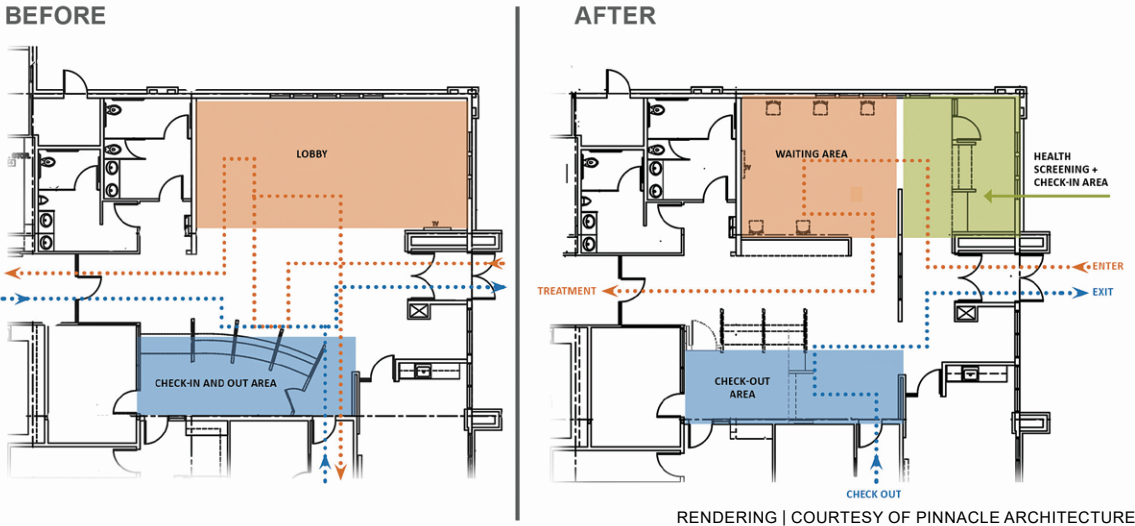 BEFORE
AFTER
LOBBY
TV
CHECK-IN AND OUT AREA
WAITING AREA
HEALTH
SCREENING +
CHECK-IN AREA
TREATMENT
ENTER
EXIT
CHECK-OUT
AREA
CHECK OUT
RENDERING | COURTESY OF PINNACLE ARCHITECTURE